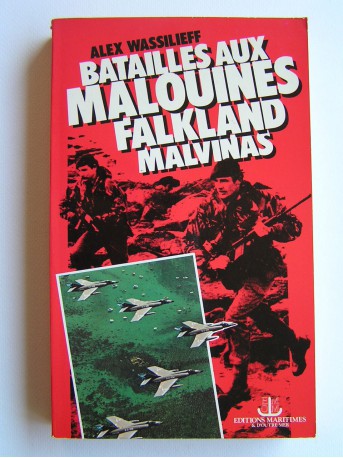 ALEX WASSILIEFF
BATAILLES AUX
MALOUINES
FALKLAND
MALVINAS
EDITIONS MARITIMES
& D'OUTRE MER